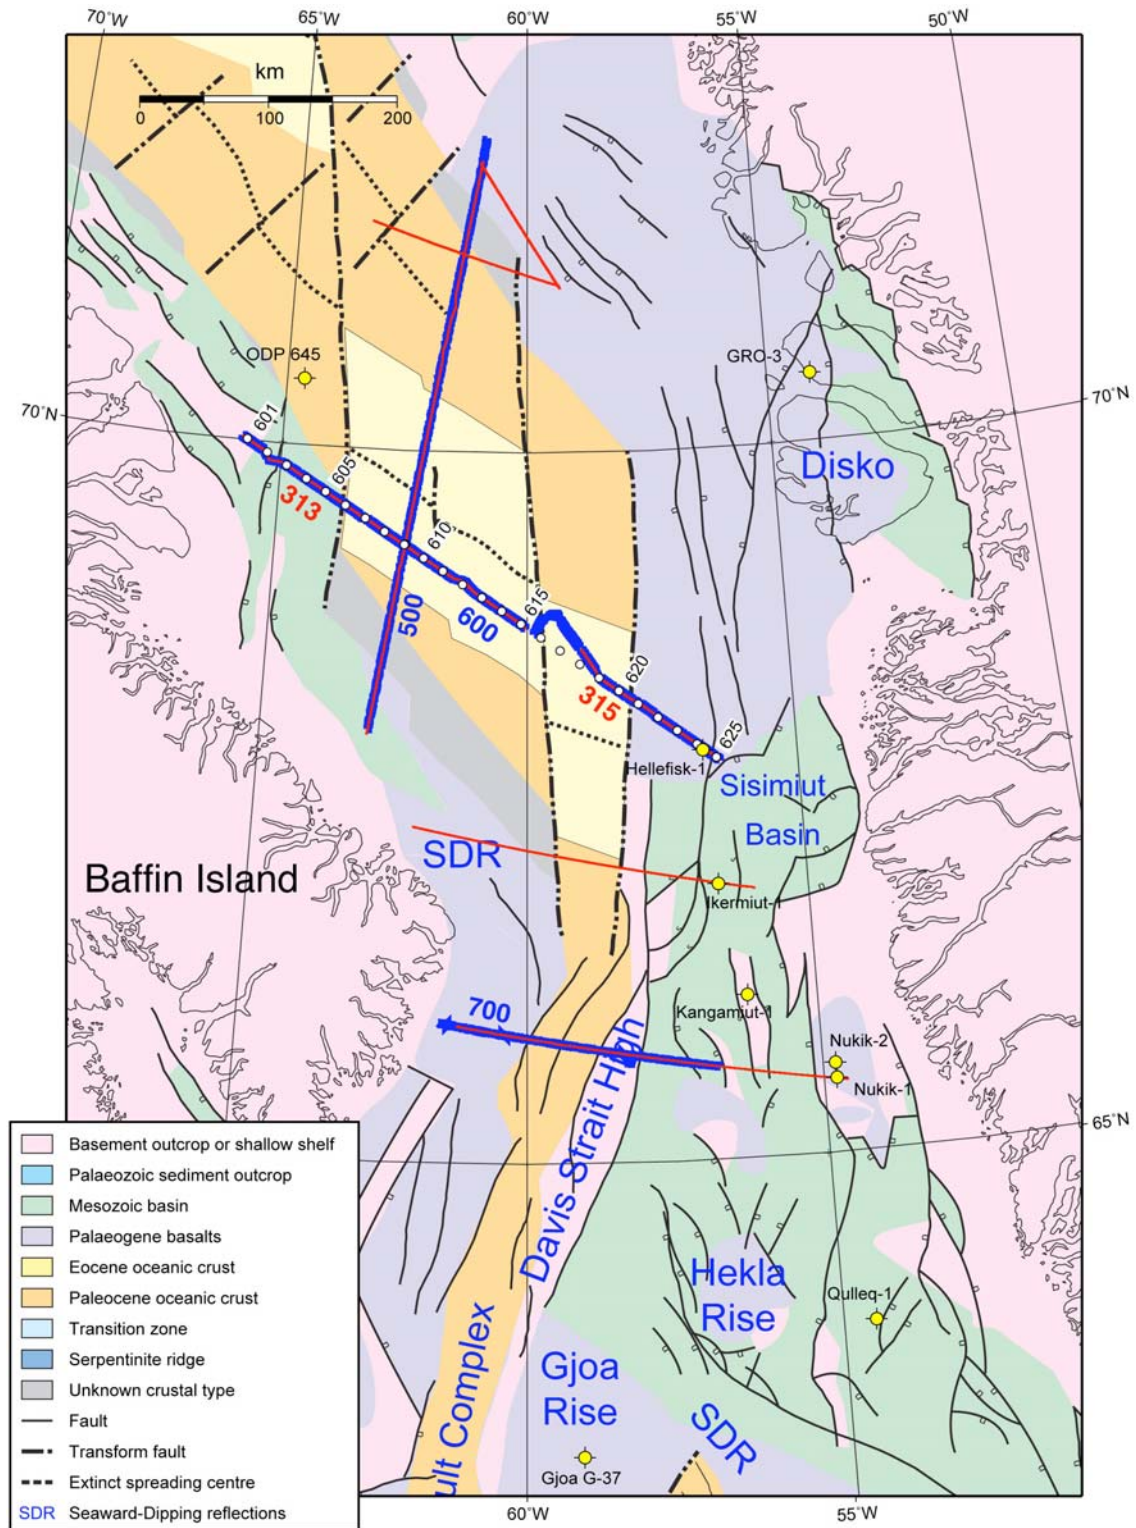 70°W
65°W
60°W
55°W
50°W
km
0
100
200
ODP 645
GRO-3
70°N
70°N
601
Disko
605
313
610
500
600
615
620
315
625
Hellefisk-1
Sisimiut
Basin
SDR
Baffin Island
Ikermiut-1
Kangamiut-1
700
Nukik-2
Nukik-1
65°N
Davis Strait High
Hekla
Rise
Qulleq-1
Gjoa
Rise
SDR
ult Complex
Gjoa G-37
60°W
55°W
Basement outcrop or shallow shelf
Palaeozoic sediment outcrop
Mesozoic basin
Palaeogene basalts
Eocene oceanic crust
Paleocene oceanic crust
Transition zone
Serpentinite ridge
Unknown crustal type
Fault
Transform fault
Extinct spreading centre
SDR Seaward-Dipping reflections